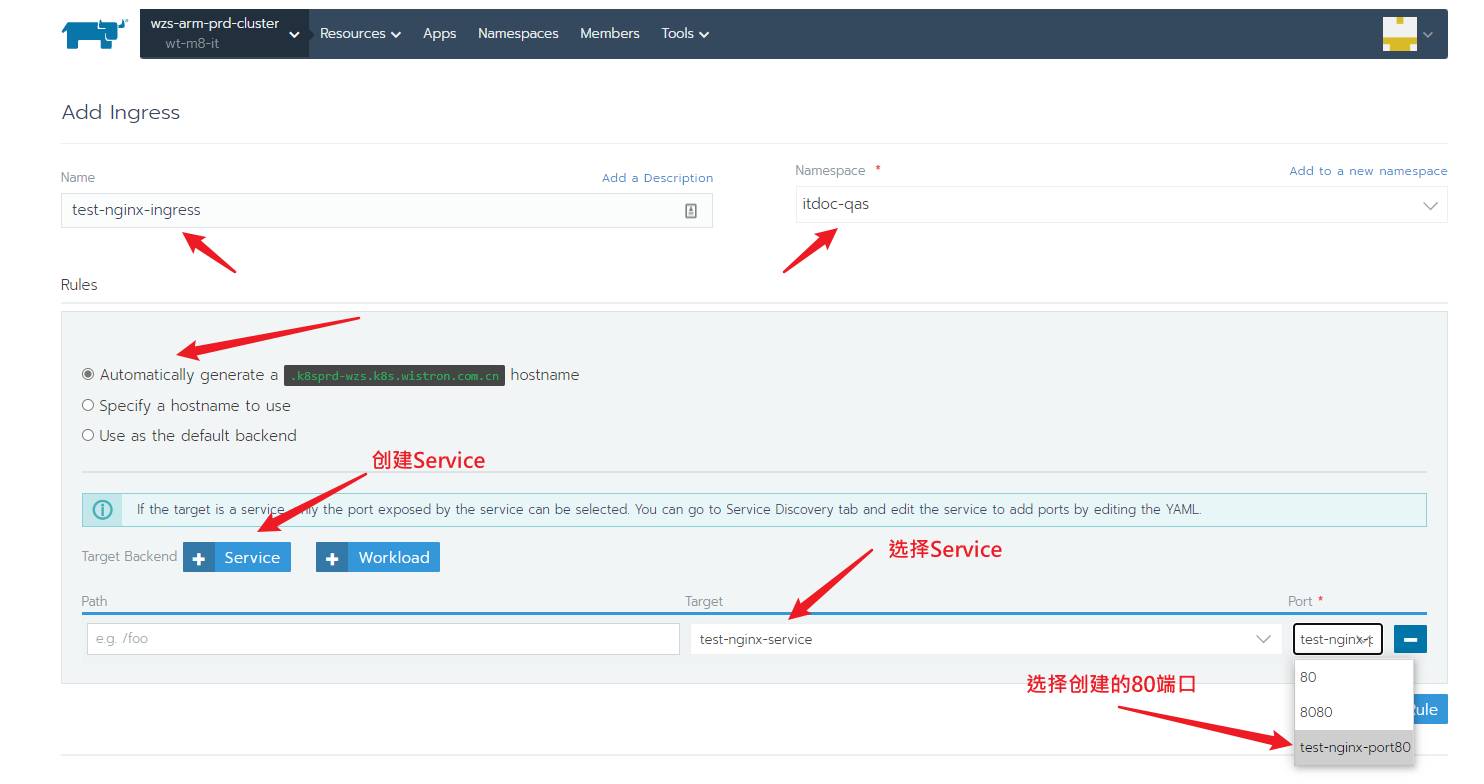 wzs-arm-prd-cluster
wt-m8-it
Resources Apps Namespaces Members Tools
Add Ingress
Name Add a Description
Namespace * Add to a new namespace
test-nginx-ingress
itdoc-qas
Rules
Automatically generate a .k8sprd-wzs.k8s.wistron.com.cn hostname
Specify a hostname to use
Use as the default backend
创建Service
If the target is a service, only the port exposed by the service can be selected. You can go to Service Discovery tab and edit the service to add ports by editing the YAML.
Target Backend + Service + Workload
选择Service
Path Target Port *
e.g. /foo test-nginx-service test-nginx-p
80
选择创建的80端口
8080
Rule
test-nginx-port80